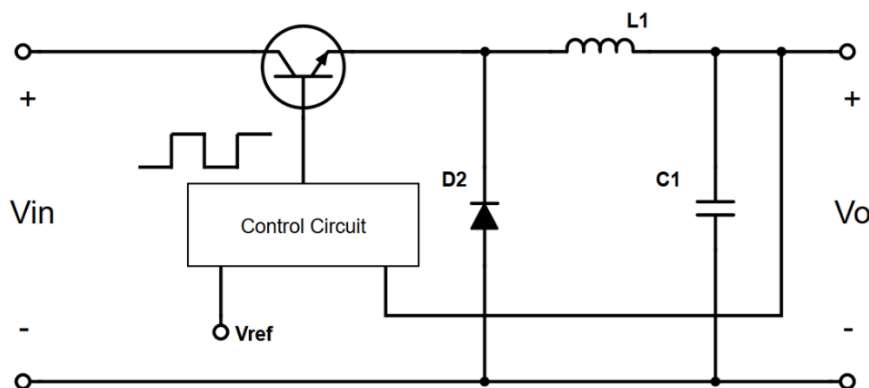 L1
+
+
D2
C1
Vin
Control Circuit
Vo
-
Vref
-